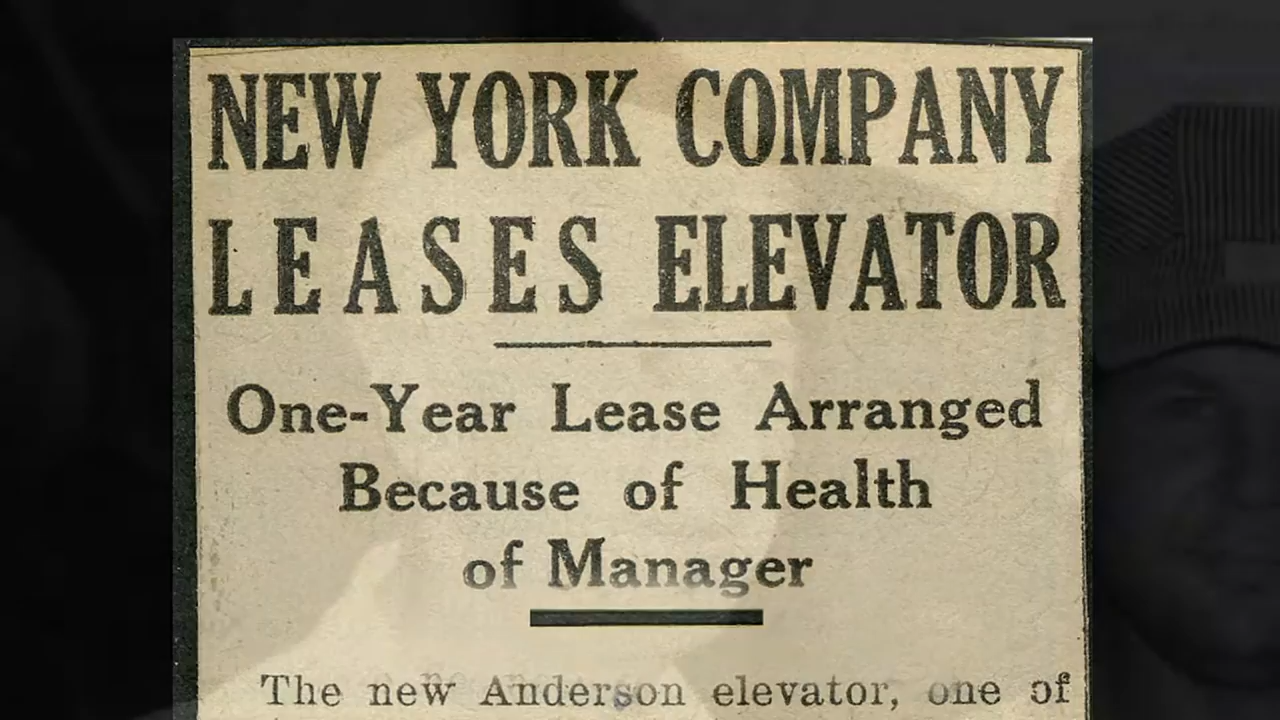 NEW YORK COMPANY
LEASES ELEVATOR
One-Year Lease Arranged
Because of Health
of Manager
The new Anderson elevator, one of